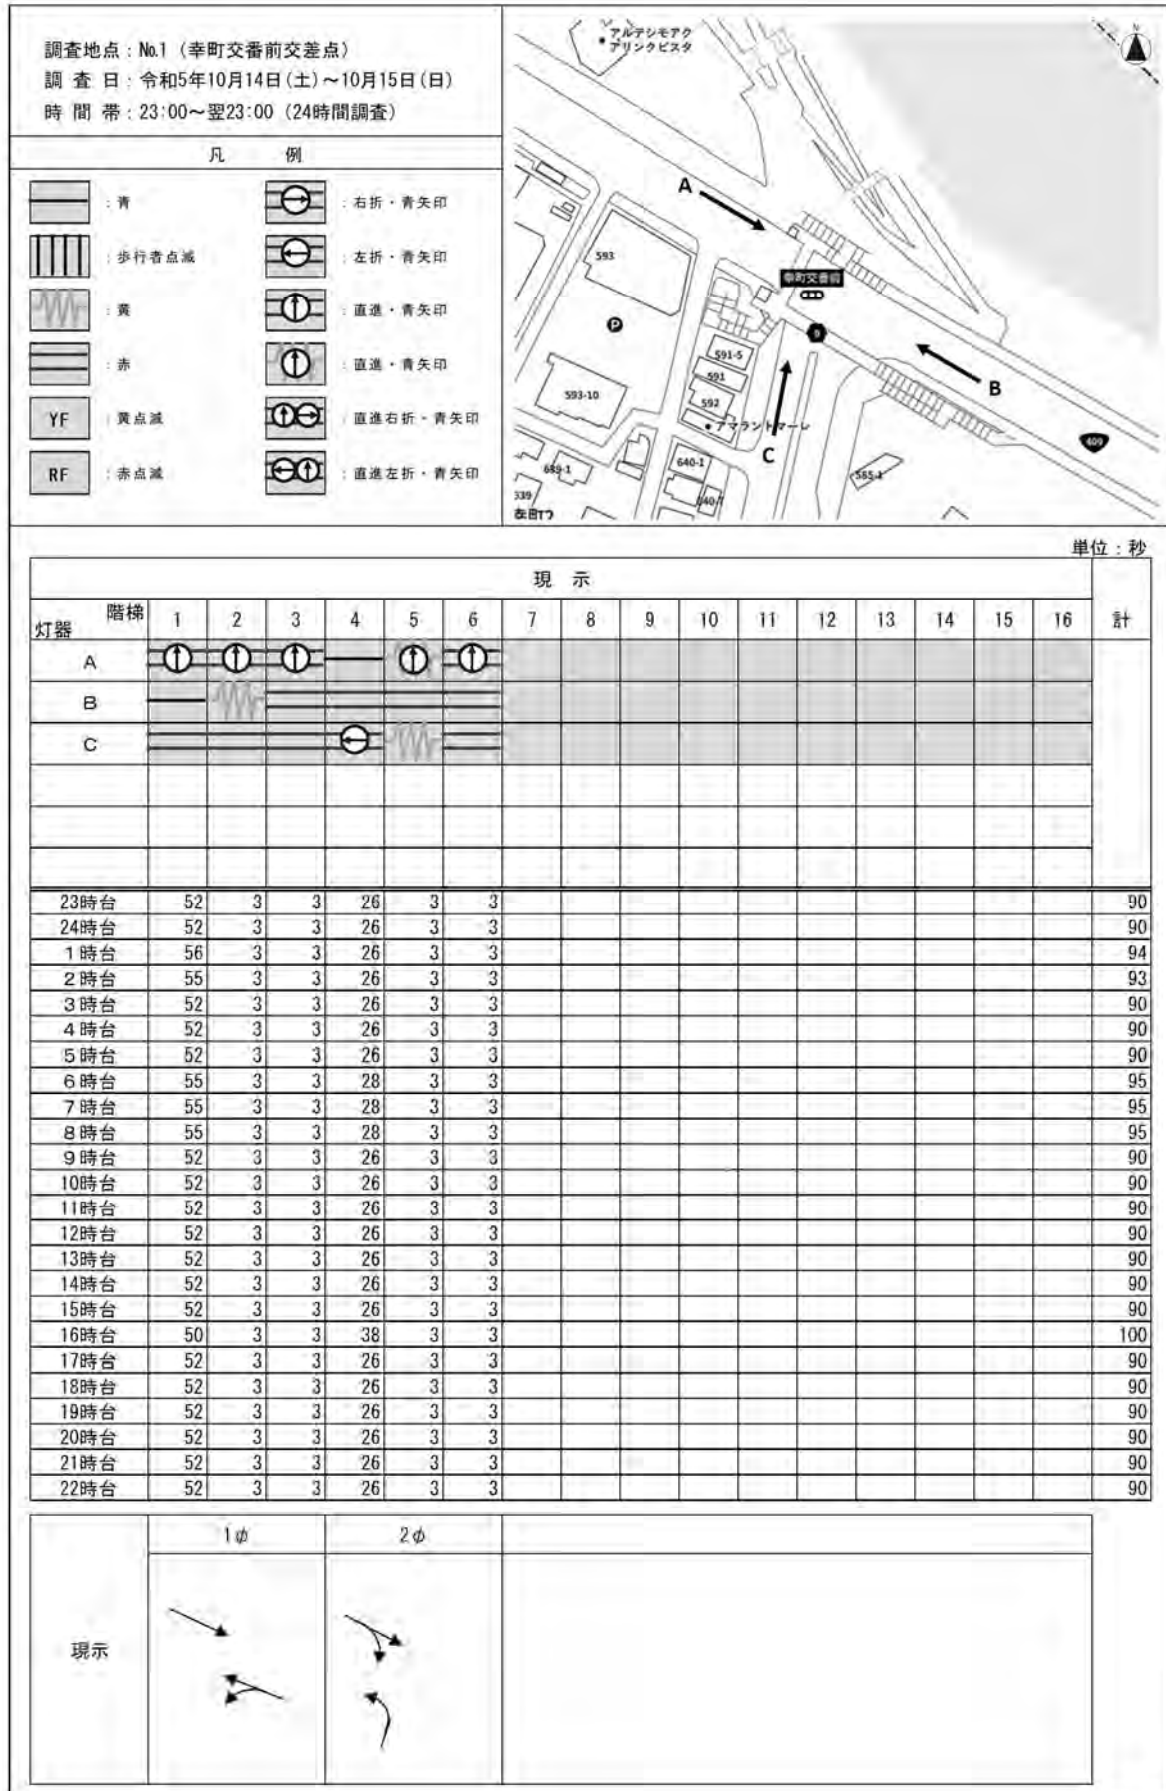 調査地点：No.1（幸町交番前交差点）
調 査 日：令和5年10月14日(土)～10月15日(日)
時 間 帯：23:00～翌23:00（24時間調査）
凡 例
：青
：右折・青矢印
：歩行者点滅
：左折・青矢印
：黄
：直進・青矢印
：赤
：直進・青矢印
YF ：黄点滅
：直進右折・青矢印
RF ：赤点滅
：直進左折・青矢印
N
アルテシモアク
アリンクビスタ
A
593
幸町交番前
P
9
591-5
591
B
593-10
592
アマラントマーレ
409
C
639-1
640-1
585-1
339
640-7
単位：秒
現 示
灯器 階梯 1 2 3 4 5 6 7 8 9 10 11 12 13 14 15 16 計
A
B
C
23時台 52 3 3 26 3 3 90
24時台 52 3 3 26 3 3 90
1時台 56 3 3 26 3 3 94
2時台 55 3 3 26 3 3 93
3時台 52 3 3 26 3 3 90
4時台 52 3 3 26 3 3 90
5時台 52 3 3 26 3 3 90
6時台 55 3 3 28 3 3 95
7時台 55 3 3 28 3 3 95
8時台 55 3 3 28 3 3 95
9時台 52 3 3 26 3 3 90
10時台 52 3 3 26 3 3 90
11時台 52 3 3 26 3 3 90
12時台 52 3 3 26 3 3 90
13時台 52 3 3 26 3 3 90
14時台 52 3 3 26 3 3 90
15時台 52 3 3 26 3 3 90
16時台 50 3 3 38 3 3 100
17時台 52 3 3 26 3 3 90
18時台 52 3 3 26 3 3 90
19時台 52 3 3 26 3 3 90
20時台 52 3 3 26 3 3 90
21時台 52 3 3 26 3 3 90
22時台 52 3 3 26 3 3 90
1φ 2φ
現示